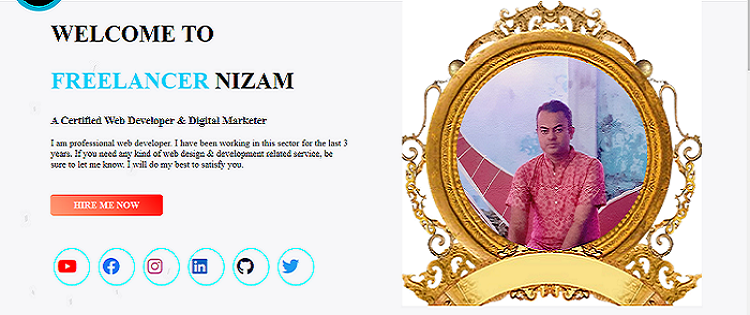 WELCOME TO
FREELANCER NIZAM
A Certified Web Developer & Digital Marketer
I am professional web developer. I have been working in this sector for the last 3
years. If you need any kind of web design & development related service, be
sure to let me know. I will do my best to satisfy you.
HIRE ME NOW